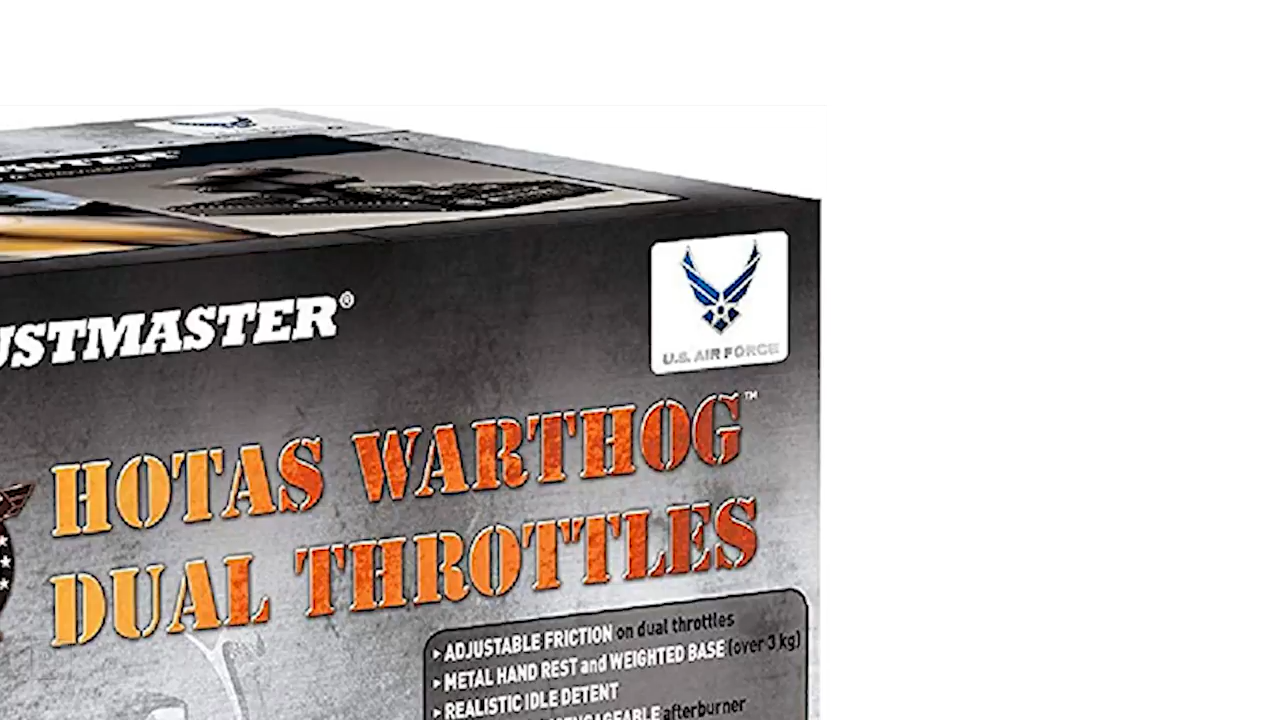 USTMASTER®
U.S. AIR FORCE
HOTAS WARTHOG™
DUAL THROTTLES
▸ ADJUSTABLE FRICTION on dual throttles
▸ METAL HAND REST and WEIGHTED BASE (over 3 kg)
▸ REALISTIC IDLE DETENT
afterburner